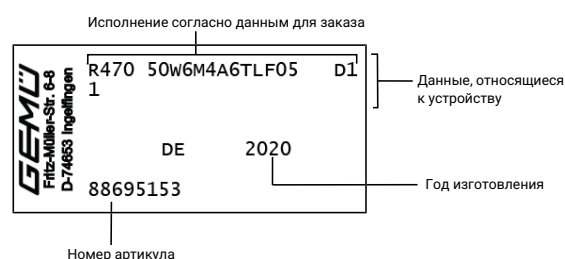 Исполнение согласно данным для заказа
GEMÜ
Fritz-Müller-Str. 6-8
D-74653 Ingelfingen
R470 50W6M4A6TLF05 D1
1
Данные, относящиеся
к устройству
DE 2020
Год изготовления
88695153
Номер артикула